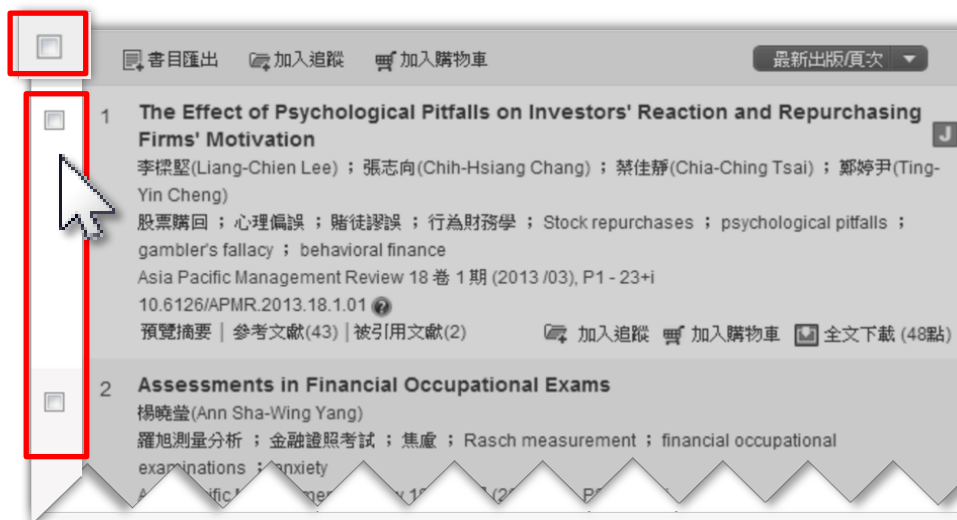 書目匯出 加入追蹤 加入購物車 最新出版/頁次
1 The Effect of Psychological Pitfalls on Investors' Reaction and Repurchasing
Firms' Motivation
J
李樑堅(Liang-Chien Lee) ; 張志向(Chih-Hsiang Chang) ; 蔡佳靜(Chia-Ching Tsai) ; 鄭婷尹(Ting-
Yin Cheng)
股票購回 ; 心理偏誤 ; 賭徒謬誤 ; 行為財務學 ; Stock repurchases ; psychological pitfalls ;
gambler's fallacy ; behavioral finance
Asia Pacific Management Review 18 卷 1 期 (2013 /03), P1 - 23+i
10.6126/APMR.2013.18.1.01 ?
預覽摘要 | 參考文獻(43) | 被引用文獻(2) 加入追蹤 加入購物車 全文下載 (48點)
2 Assessments in Financial Occupational Exams
楊曉瑩(Ann Sha-Wing Yang)
羅旭測量分析 ; 金融證照考試 ; 焦慮 ; Rasch measurement ; financial occupational
examinations ; anxiety